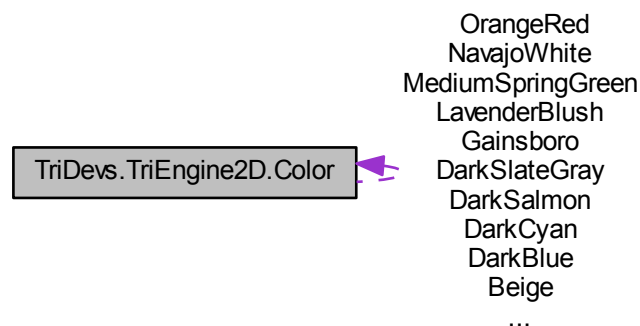 OrangeRed
NavajoWhite
MediumSpringGreen
LavenderBlush
Gainsboro
TriDevs.TriEngine2D.Color
DarkSlateGray
DarkSalmon
DarkCyan
DarkBlue
Beige
...